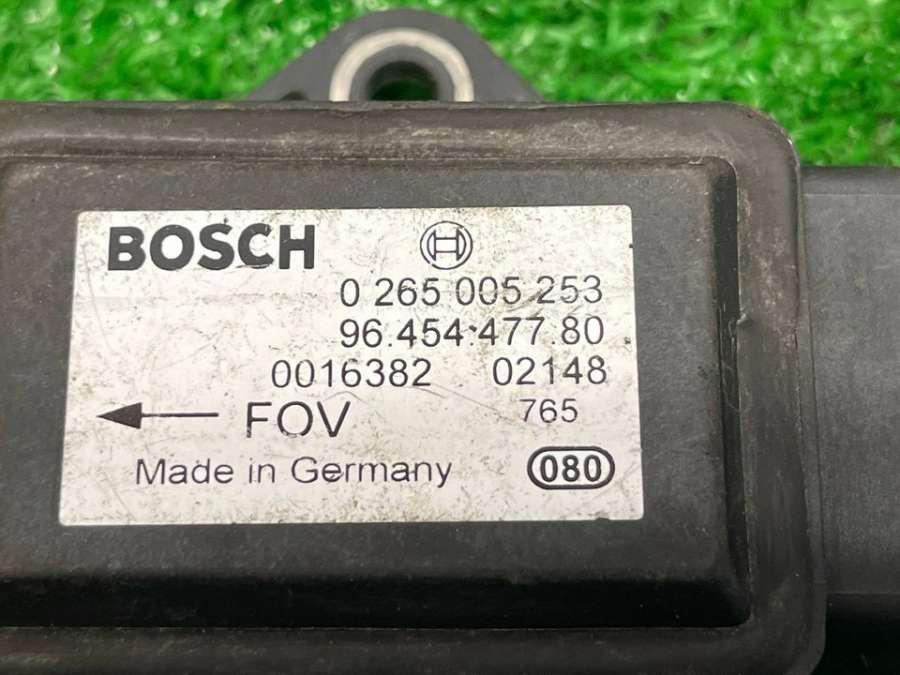 BOSCH
0 265 005 253
96.454.477.80
0016382 02148
FOV 765
Made in Germany 080